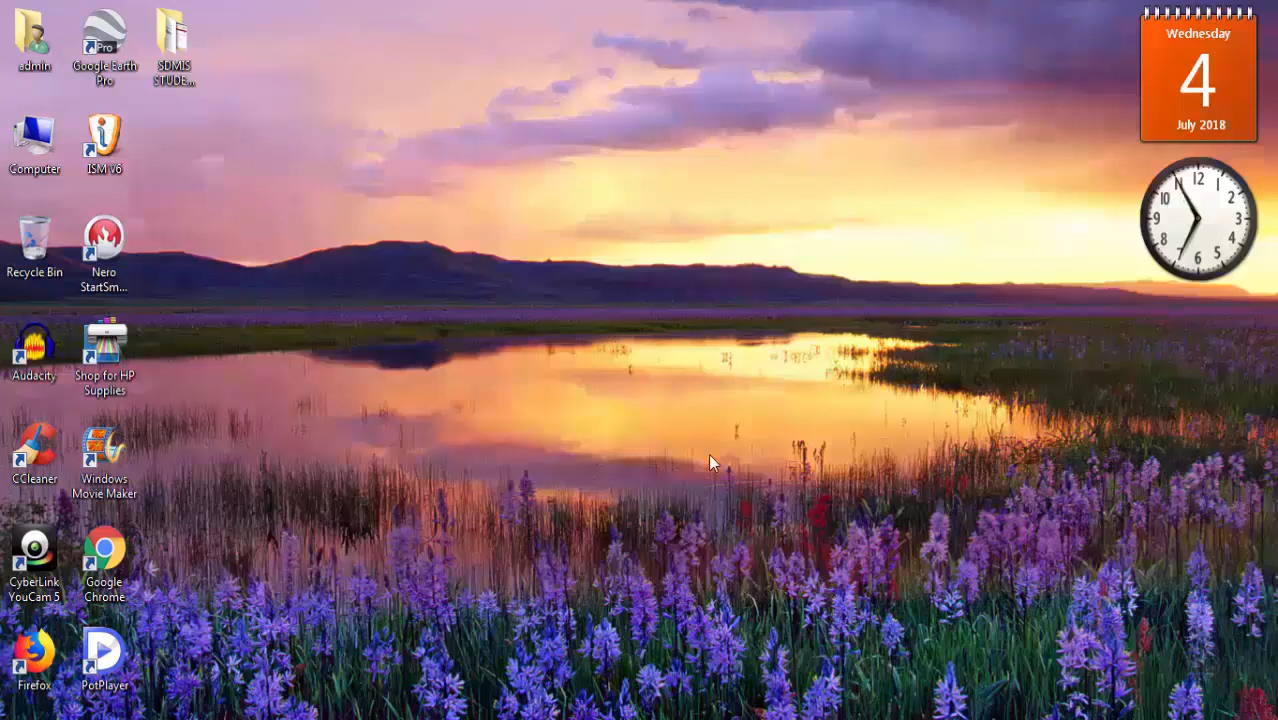 admin
Google Earth
Pro
SDMIS
STUDE...
Computer
ISM V6
Recycle Bin
Nero
StartSm...
Audacity
Shop for HP
Supplies
CCleaner
Windows
Movie Maker
CyberLink
YouCam 5
Google
Chrome
Firefox
PotPlayer
Pro
Wednesday
4
July 2018
12
1
2
3
4
5
6
7
8
9
10
11